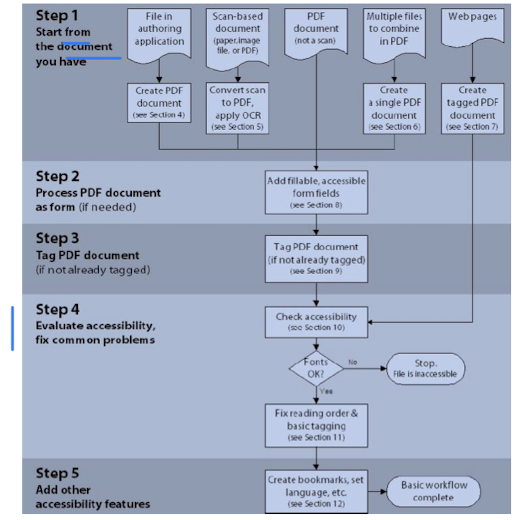 Step 1
Start from
the document
you have
File in
authoring
application
Scan-based
document
(paper, image
file, or PDF)
PDF
document
(not a scan)
Multiple files
to combine
in PDF
Web pages
Create PDF
document
(see Section 4)
Convert scan
to PDF,
apply OCR
(see Section 5)
Create
a single PDF
document
(see Section 6)
Create
tagged PDF
document
(see Section 7)
Step 2
Process PDF document
as form (if needed)
Add fillable, accessible
form fields
(see Section 8)
Step 3
Tag PDF document
(if not already tagged)
Tag PDF document
(if not already tagged)
(see Section 9)
Step 4
Evaluate accessibility,
fix common problems
Check accessibility
(see Section 10)
Fonts
OK?
No
Stop.
File is inaccessible
Yes
Fix reading order &
basic tagging
(see Section 11)
Step 5
Add other
accessibility features
Create bookmarks, set
language, etc.
(see Section 12)
Basic workflow
complete